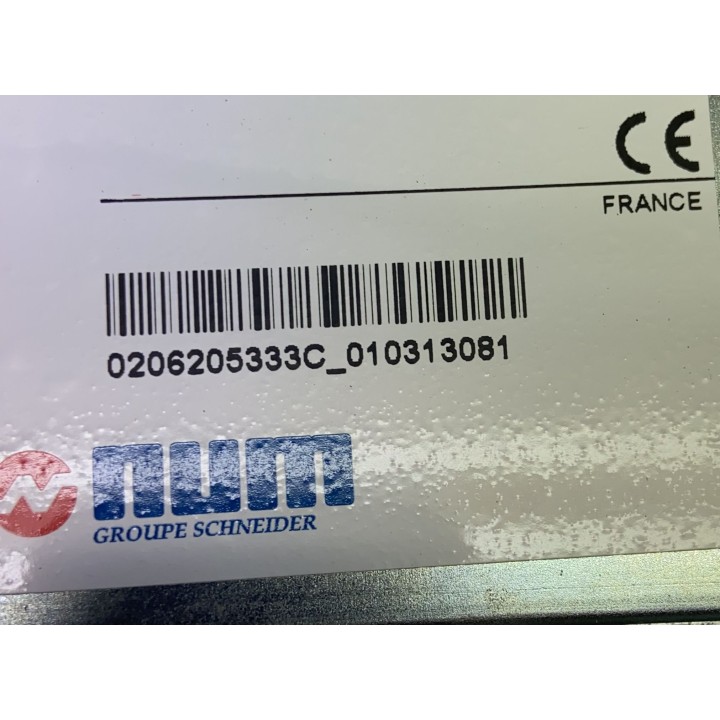 CE
FRANCE
0206205333C_010313081
num
GROUPE SCHNEIDER